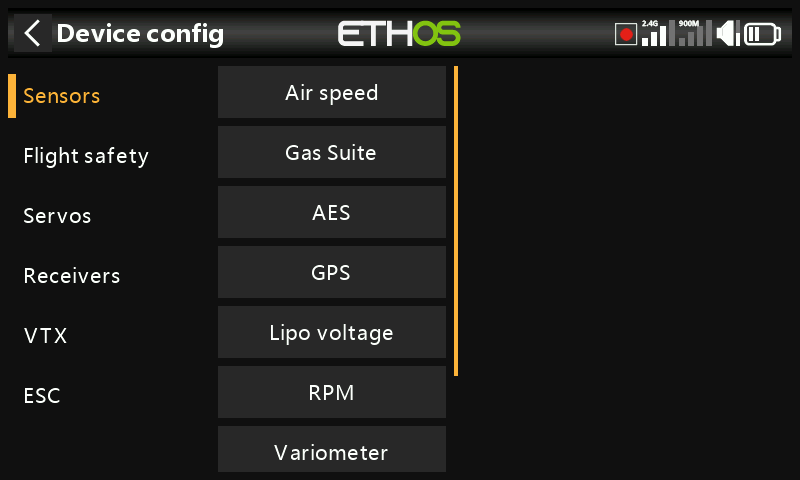 Device config
ETHOS
2.4G
900M
Sensors
Flight safety
Servos
Receivers
VTX
ESC
Air speed
Gas Suite
AES
GPS
Lipo voltage
RPM
Variometer